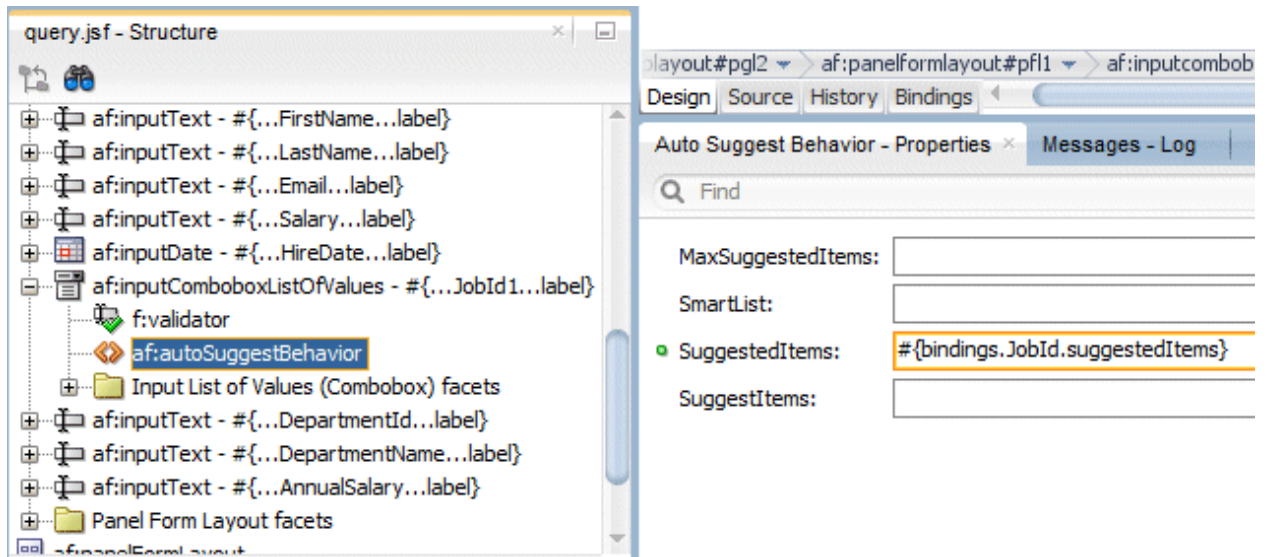 query.jsf - Structure
af:inputText - #{...FirstName...label}
af:inputText - #{...LastName...label}
af:inputText - #{...Email...label}
af:inputText - #{...Salary...label}
af:inputDate - #{...HireDate...label}
af:inputComboboxListOfValues - #{...JobId1...label}
f:validator
af:autoSuggestBehavior
Input List of Values (Combobox) facets
af:inputText - #{...DepartmentId...label}
af:inputText - #{...DepartmentName...label}
af:inputText - #{...AnnualSalary...label}
Panel Form Layout facets
af:panelFormLayout
layout#pgl2 af:panelformlayout#pfl1 af:inputcombob
Design Source History Bindings
Auto Suggest Behavior - Properties Messages - Log
Find
MaxSuggestedItems:
SmartList:
SuggestedItems: #{bindings.JobId.suggestedItems}
SuggestItems: